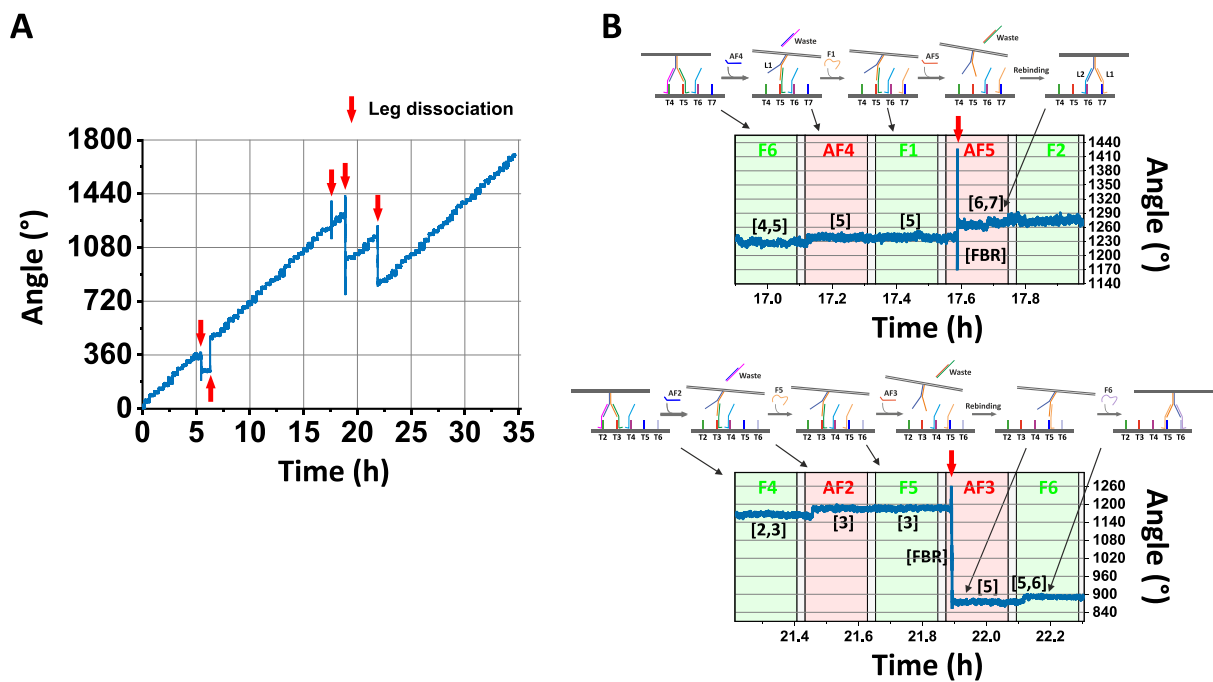 A
Leg dissociation
Angle (°)
1800
1440
1080
720
360
0
0 5 10 15 20 25 30 35
Time (h)
B
Waste Waste
AF4 F1 AF5 Rebinding
L1 L2 L1
T4 T5 T6 T7 T4 T5 T6 T7 T4 T5 T6 T7 T4 T5 T6 T7 T4 T5 T6 T7
F6 AF4 F1 AF5 F2
[4,5] [5] [5] [6,7]
[FBR]
1440
1410
1380
1350
1320
1290
1260
1230
1200
1170
1140
Angle (°)
17.0 17.2 17.4 17.6 17.8
Time (h)
Waste Waste
AF2 F5 AF3 Rebinding F6
T2 T3 T4 T5 T6 T2 T3 T4 T5 T6 T2 T3 T4 T5 T6 T2 T3 T4 T5 T6 T2 T3 T4 T5 T6 T2 T3 T4 T5 T6
F4 AF2 F5 AF3 F6
[2,3] [3] [3]
[FBR] [5] [5,6]
1260
1200
1140
1080
1020
960
900
840
Angle (°)
21.4 21.6 21.8 22.0 22.2
Time (h)